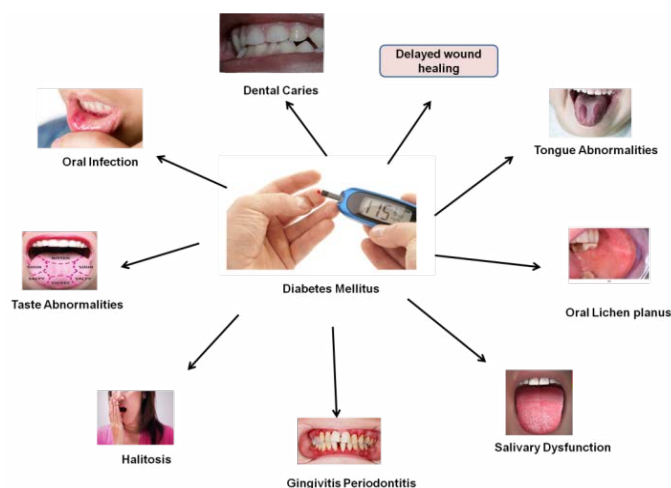 Dental Caries
Delayed wound
healing
Oral Infection
Tongue Abnormalities
115
Diabetes Mellitus
Taste Abnormalities
Oral Lichen planus
Halitosis
Gingivitis Periodontitis
Salivary Dysfunction